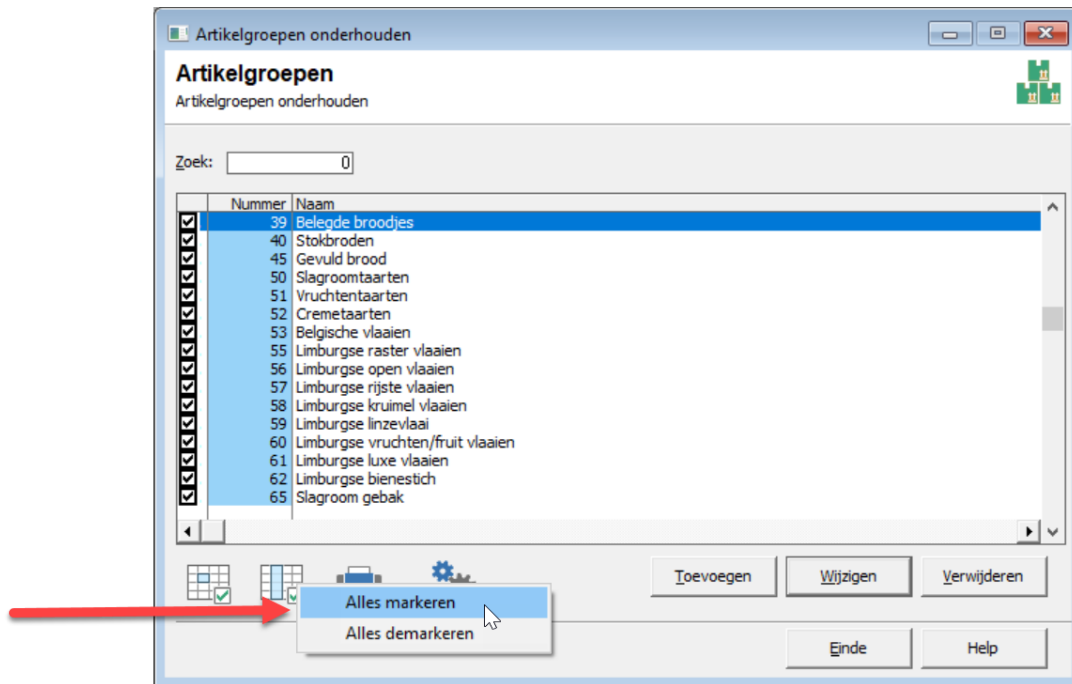 Artikelgroepen onderhouden
Artikelgroepen
Artikelgroepen onderhouden
Zoek: 0
Nummer Naam
39 Belegde broodjes
40 Stokbroden
45 Gevuld brood
50 Slagroomtaarten
51 Vruchtentaarten
52 Cremetaarten
53 Belgische vlaaien
55 Limburgse raster vlaaien
56 Limburgse open vlaaien
57 Limburgse rijste vlaaien
58 Limburgse kruimel vlaaien
59 Limburgse linzevlaai
60 Limburgse vruchten/fruit vlaaien
61 Limburgse luxe vlaaien
62 Limburgse bienestich
65 Slagroom gebak
Toevoegen Wijzigen Verwijderen
Alles markeren
Alles demarkeren
Einde Help